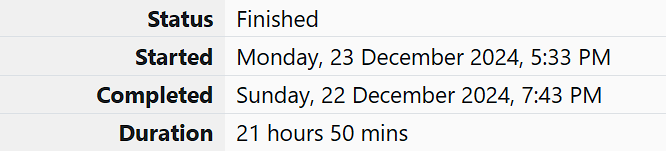 Status Finished
Started Monday, 23 December 2024, 5:33 PM
Completed Sunday, 22 December 2024, 7:43 PM
Duration 21 hours 50 mins